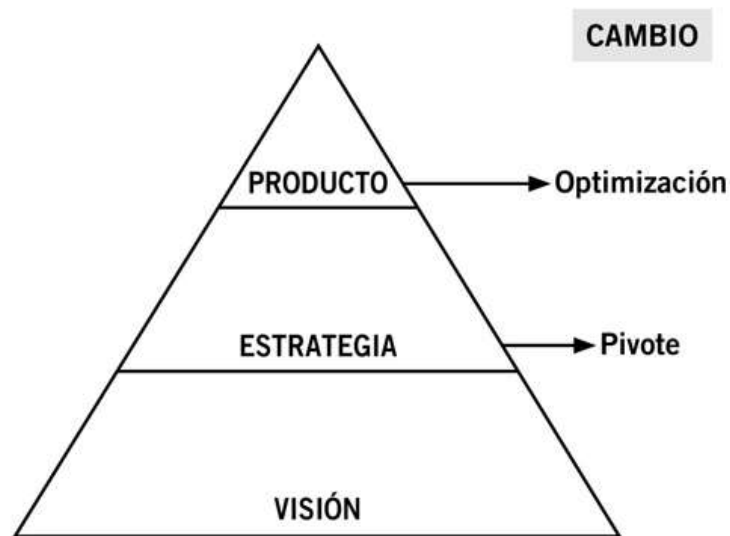 CAMBIO
PRODUCTO
Optimización
ESTRATEGIA
Pivote
VISIÓN